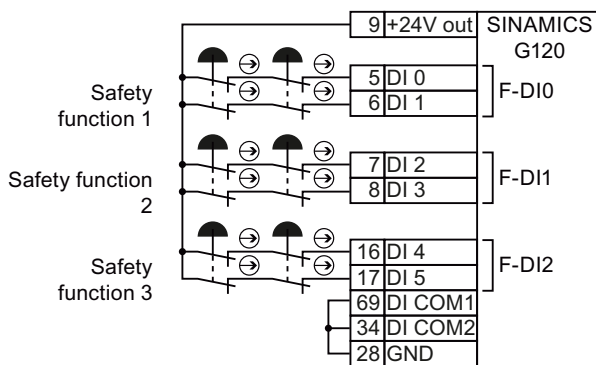 9 +24V out SINAMICS
G120
5 DI 0 F-DI0
Safety
function 1
6 DI 1
7 DI 2 F-DI1
Safety function
2
8 DI 3
16 DI 4 F-DI2
Safety
function 3
17 DI 5
69 DI COM1
34 DI COM2
28 GND